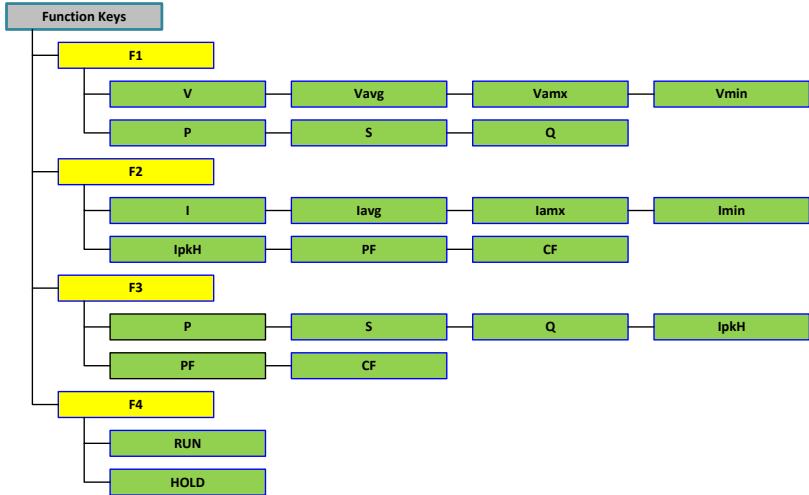 Function Keys
F1
V Vavg Vamx Vmin
P S Q
F2
I Iavg Iamx Imin
IpkH PF CF
F3
P S Q IpkH
PF CF
F4
RUN
HOLD